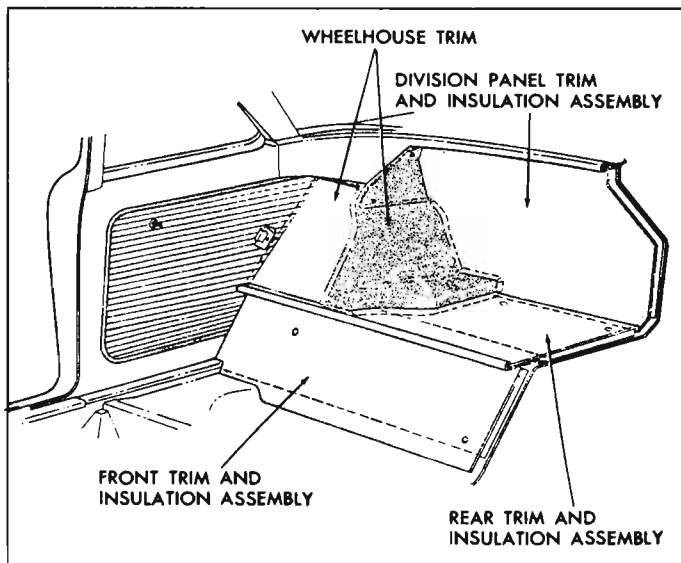 WHEELHOUSE TRIM
DIVISION PANEL TRIM
AND INSULATION ASSEMBLY
FRONT TRIM AND
INSULATION ASSEMBLY
REAR TRIM AND
INSULATION ASSEMBLY